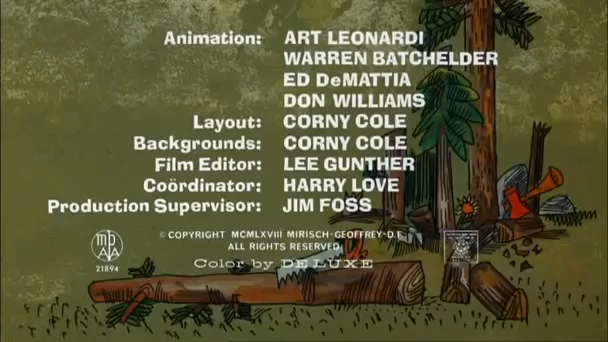 Animation: ART LEONARDI
WARREN BATCHELDER
ED DeMATTIA
DON WILLIAMS
Layout: CORNY COLE
Backgrounds: CORNY COLE
Film Editor: LEE GUNTHER
Coördinator: HARRY LOVE
Production Supervisor: JIM FOSS
© COPYRIGHT MCMLXVIII MIRISCH-GEOFFREY-D.F.
ALL RIGHTS RESERVED
MPAA
21894
Color by DE LUXE